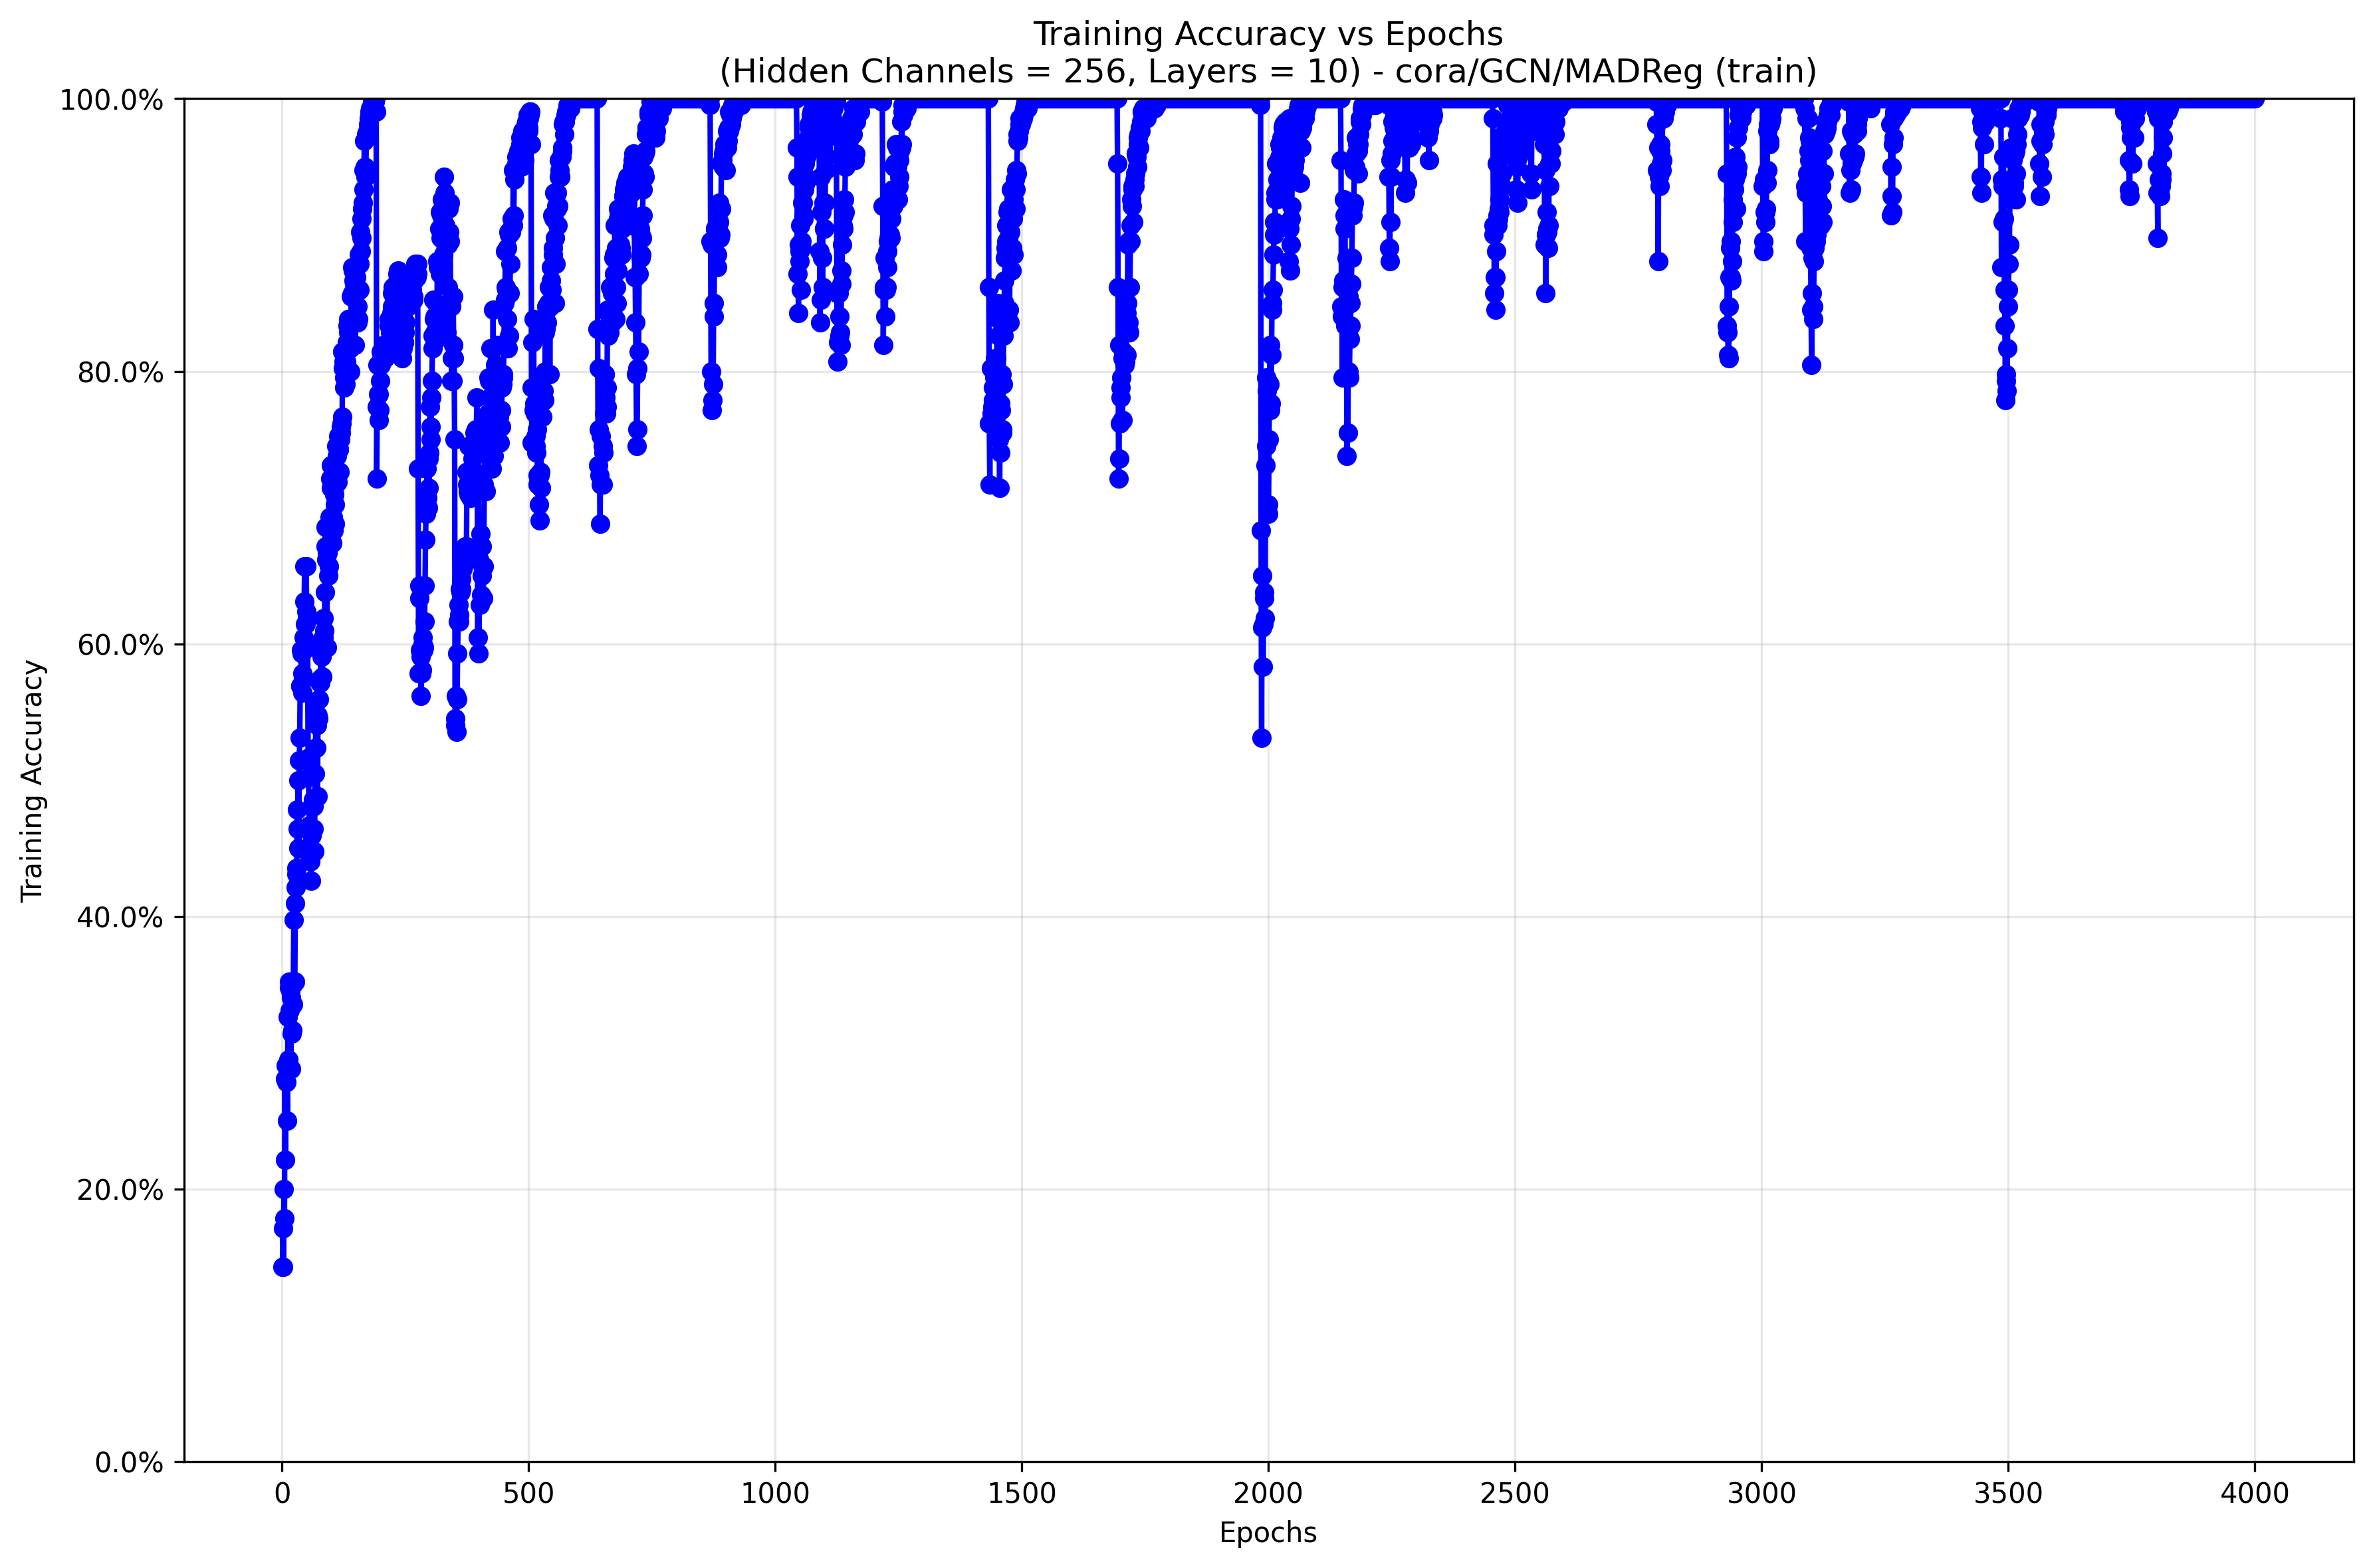 Training Accuracy vs Epochs
(Hidden Channels = 256, Layers = 10) - cora/GCN/MADReg (train)
100.0%
80.0%
60.0%
40.0%
20.0%
0.0%
Training Accuracy
0 500 1000 1500 2000 2500 3000 3500 4000
Epochs